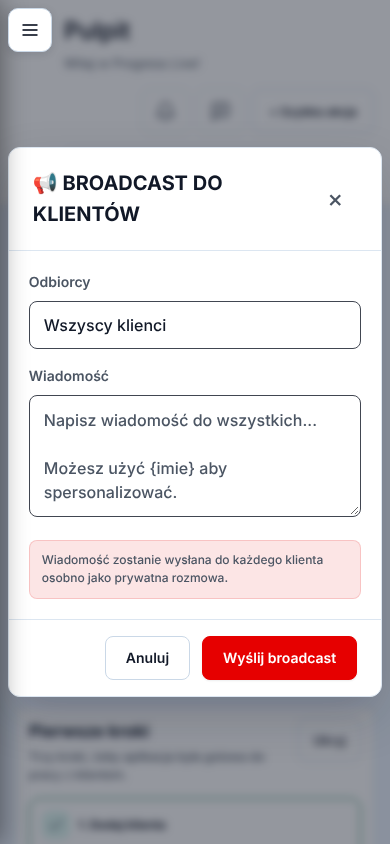 Pulpit
📢 BROADCAST DO
KLIENTÓW
×
Odbiorcy
Wszyscy klienci
Wiadomość
Napisz wiadomość do wszystkich...
Możesz użyć {imie} aby
spersonalizować.
Wiadomość zostanie wysłana do każdego klienta
osobno jako prywatna rozmowa.
Anuluj
Wyślij broadcast
Pierwsze kroki